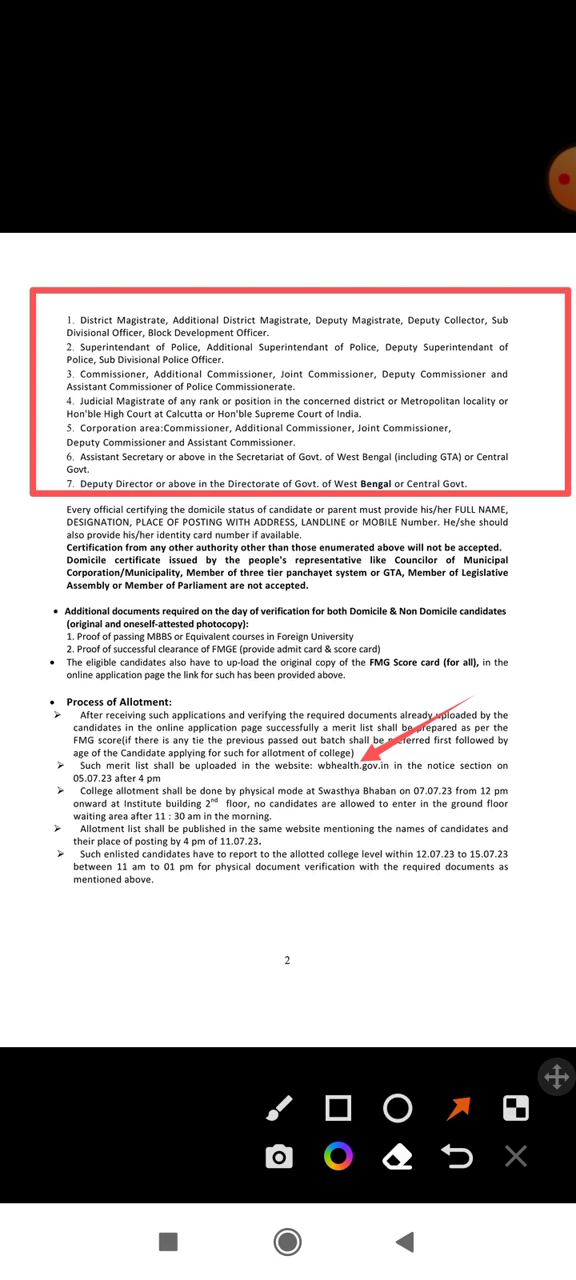 1. District Magistrate, Additional District Magistrate, Deputy Magistrate, Deputy Collector, Sub
Divisional Officer, Block Development Officer.
2. Superintendant of Police, Additional Superintendant of Police, Deputy Superintendant of
Police, Sub Divisional Police Officer.
3. Commissioner, Additional Commissioner, Joint Commissioner, Deputy Commissioner and
Assistant Commissioner of Police Commissionerate.
4. Judicial Magistrate of any rank or position in the concerned district or Metropolitan locality or
Hon'ble High Court at Calcutta or Hon'ble Supreme Court of India.
5. Corporation area:Commissioner, Additional Commissioner, Joint Commissioner,
Deputy Commissioner and Assistant Commissioner.
6. Assistant Secretary or above in the Secretariat of Govt. of West Bengal (including GTA) or Central
Govt.
7. Deputy Director or above in the Directorate of Govt. of West Bengal or Central Govt.
Every official certifying the domicile status of candidate or parent must provide his/her FULL NAME,
DESIGNATION, PLACE OF POSTING WITH ADDRESS, LANDLINE or MOBILE Number. He/she should
also provide his/her identity card number if available.
Certification from any other authority other than those enumerated above will not be accepted.
Domicile certificate issued by the people's representative like Councilor of Municipal
Corporation/Municipality, Member of three tier panchayet system or GTA, Member of Legislative
Assembly or Member of Parliament are not accepted.
• Additional documents required on the day of verification for both Domicile & Non Domicile candidates
(original and oneself-attested photocopy):
1. Proof of passing MBBS or Equivalent courses in Foreign University
2. Proof of successful clearance of FMGE (provide admit card & score card)
• The eligible candidates also have to up-load the original copy of the FMG Score card (for all), in the
online application page the link for such has been provided above.
• Process of Allotment:
➢ After receiving such applications and verifying the required documents already uploaded by the
candidates in the online application page successfully a merit list shall be prepared as per the
FMG score(if there is any tie the previous passed out batch shall be preferred first followed by
age of the Candidate applying for such for allotment of college)
➢ Such merit list shall be uploaded in the website: wbhealth.gov.in in the notice section on
05.07.23 after 4 pm
➢ College allotment shall be done by physical mode at Swasthya Bhaban on 07.07.23 from 12 pm
onward at Institute building 2nd floor, no candidates are allowed to enter in the ground floor
waiting area after 11 : 30 am in the morning.
➢ Allotment list shall be published in the same website mentioning the names of candidates and
their place of posting by 4 pm of 11.07.23.
➢ Such enlisted candidates have to report to the allotted college level within 12.07.23 to 15.07.23
between 11 am to 01 pm for physical document verification with the required documents as
mentioned above.
2